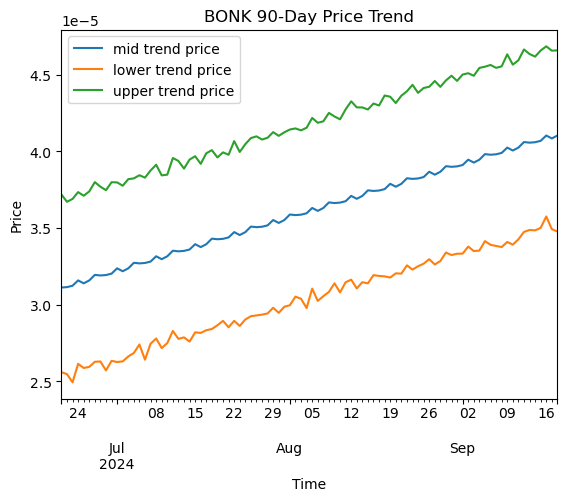 BONK 90-Day Price Trend
1e−5
mid trend price
lower trend price
upper trend price
4.5
4.0
3.5
3.0
2.5
Price
24 08 15 22 29 05 12 19 26 02 09 16
Jul Aug Sep
2024
Time